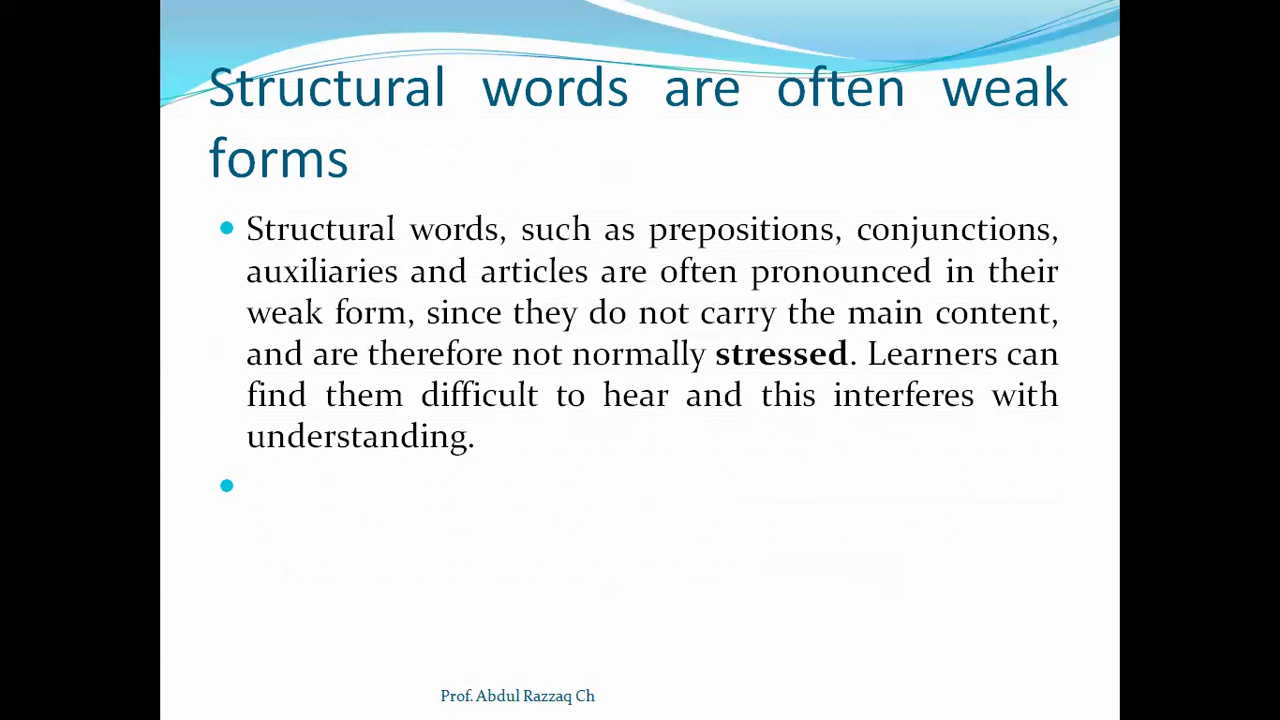 Structural words are often weak
forms
Structural words, such as prepositions, conjunctions,
auxiliaries and articles are often pronounced in their
weak form, since they do not carry the main content,
and are therefore not normally stressed. Learners can
find them difficult to hear and this interferes with
understanding.
Prof. Abdul Razzaq Ch